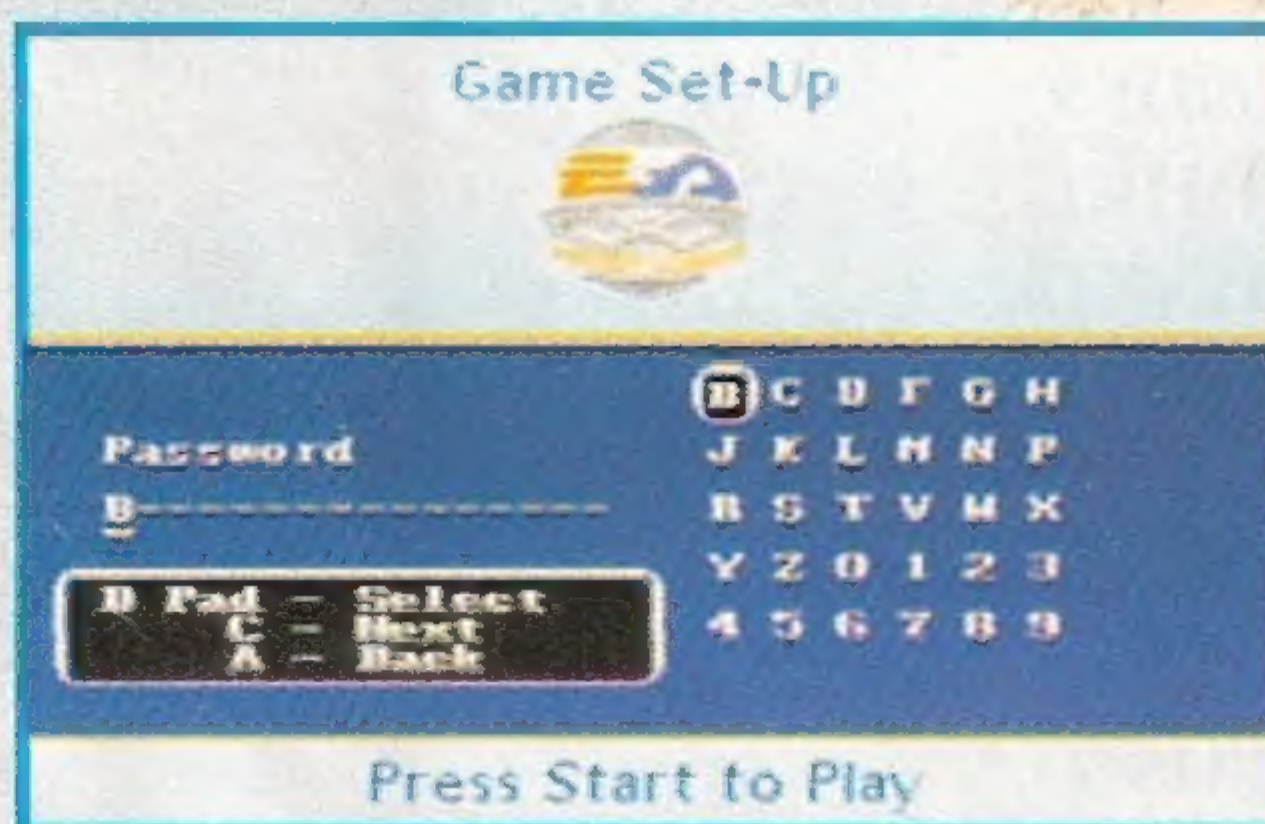 Game Set-Up
EA
Password
B---------------
D Pad - Select
C - Next
A - Back
B C D F G H
J K L M N P
R S T V W X
Y Z 0 1 2 3
4 5 6 7 8 9
Press Start to Play